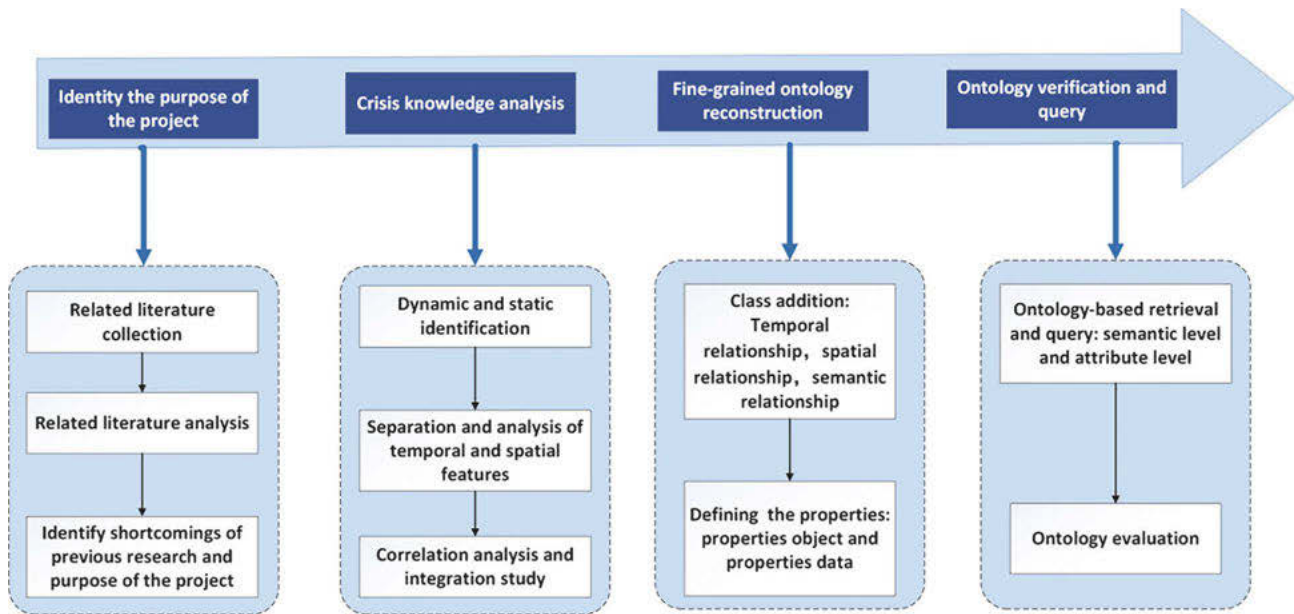 Identity the purpose of
the project
Crisis knowledge analysis
Fine-grained ontology
reconstruction
Ontology verification and
query
Related literature
collection
Related literature analysis
Identify shortcomings of
previous research and
purpose of the project
Dynamic and static
identification
Separation and analysis of
temporal and spatial
features
Correlation analysis and
integration study
Class addition:
Temporal
relationship，spatial
relationship，semantic
relationship
Defining the properties:
properties object and
properties data
Ontology-based retrieval
and query: semantic level
and attribute level
Ontology evaluation